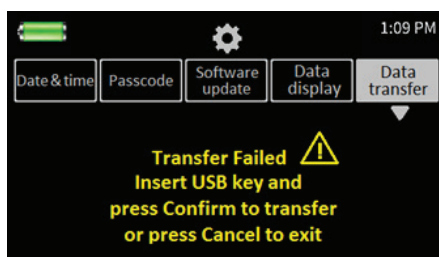 1:09 PM
Date & time
Passcode
Software
update
Data
display
Data
transfer
Transfer Failed
Insert USB key and
press Confirm to transfer
or press Cancel to exit